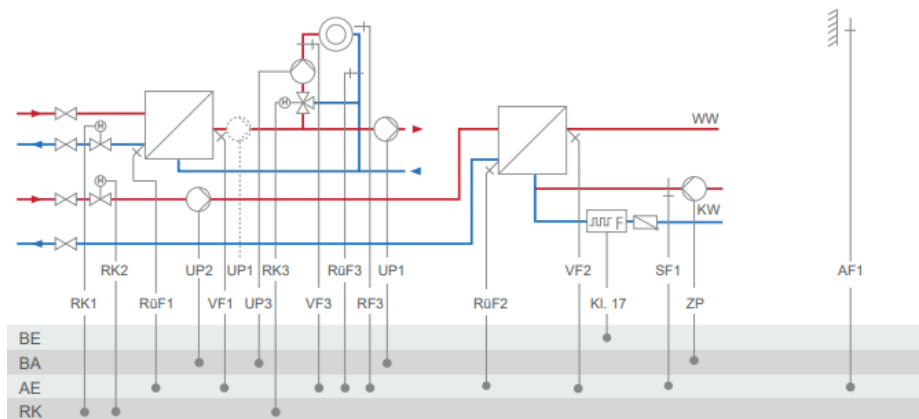 M
M
M
F
WW
KW
RK2 UP2 UP1 RK3 RüF3 UP1 VF2 SF1 AF1
RK1 RüF1 VF1 UP3 VF3 RF3 RüF2 Kl. 17 ZP
BE
BA
AE
RK